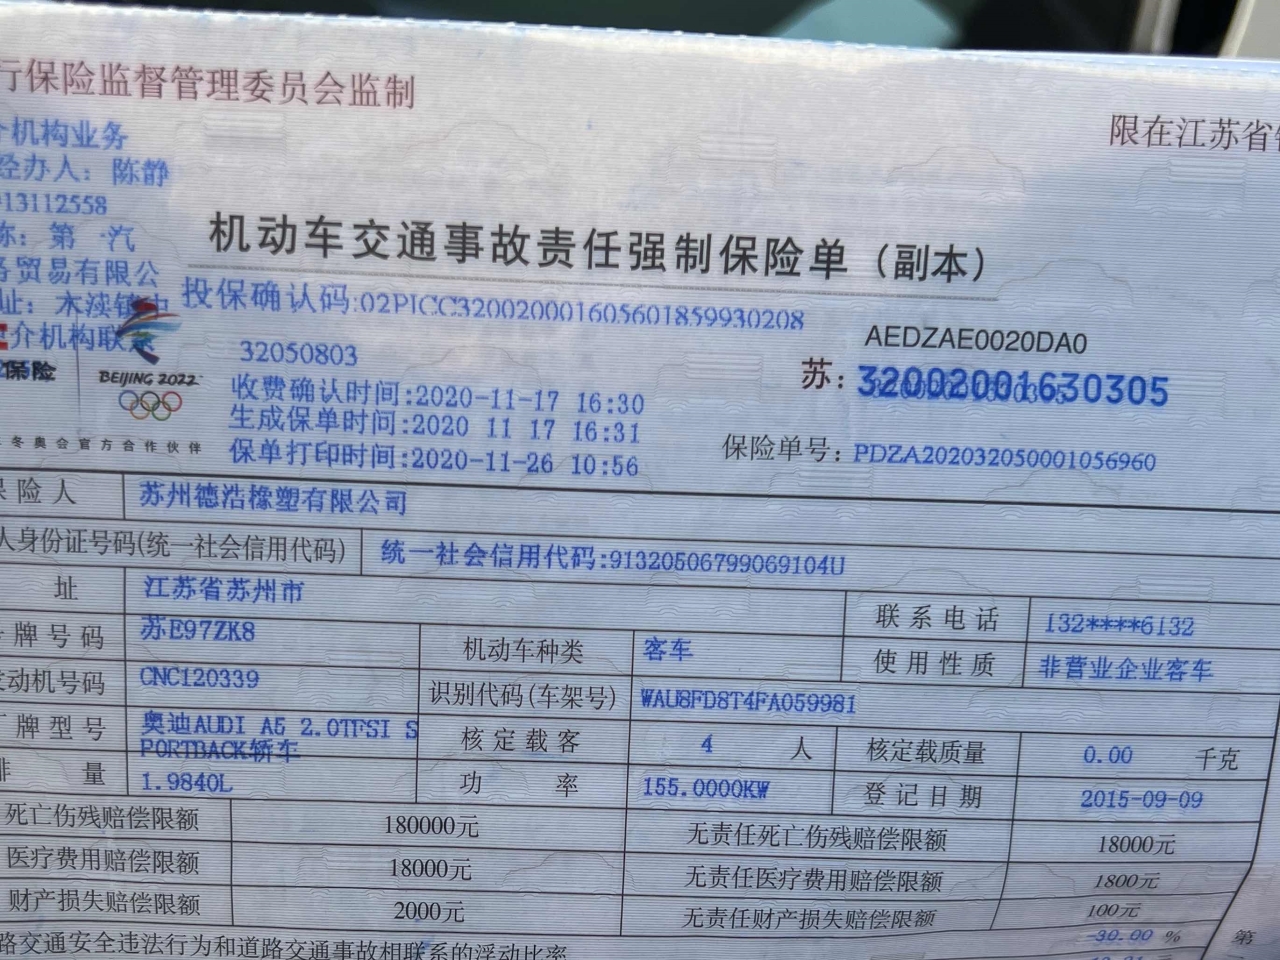 行保险监督管理委员会监制
限在江苏省
介机构业务
经办人：陈静
13112558
称：第一汽
务贸易有限公
址：木渎镇中
介机构联系
保险
BEIJING 2022
冬奥会官方合作伙伴
机动车交通事故责任强制保险单（副本）
投保确认码:02PICC320020001605601859930208
32050803
收费确认时间:2020-11-17 16:30
生成保单时间:2020 11 17 16:31
保单打印时间:2020-11-26 10:56
AEDZAE0020DA0
苏：32002001630305
保险单号：PDZA202032050001056960
保险人 苏州德浩橡塑有限公司
人身份证号码(统一社会信用代码) 统一社会信用代码:91320506799069104U
址 江苏省苏州市 联系电话 132****6132
号牌号码 苏E97ZK8 机动车种类 客车 使用性质 非营业企业客车
发动机号码 CNC120339 识别代码(车架号) WAU8FD8T4FA059981
厂牌型号 奥迪AUDI A5 2.0TFSI S
PORTBACK轿车 核定载客 4 人 核定载质量 0.00 千克
排量 1.9840L 功率 155.0000KW 登记日期 2015-09-09
死亡伤残赔偿限额 180000元 无责任死亡伤残赔偿限额 18000元
医疗费用赔偿限额 18000元 无责任医疗费用赔偿限额 1800元
财产损失赔偿限额 2000元 无责任财产损失赔偿限额 100元
路交通安全违法行为和道路交通事故相联系的浮动比率 -30.00 %
第